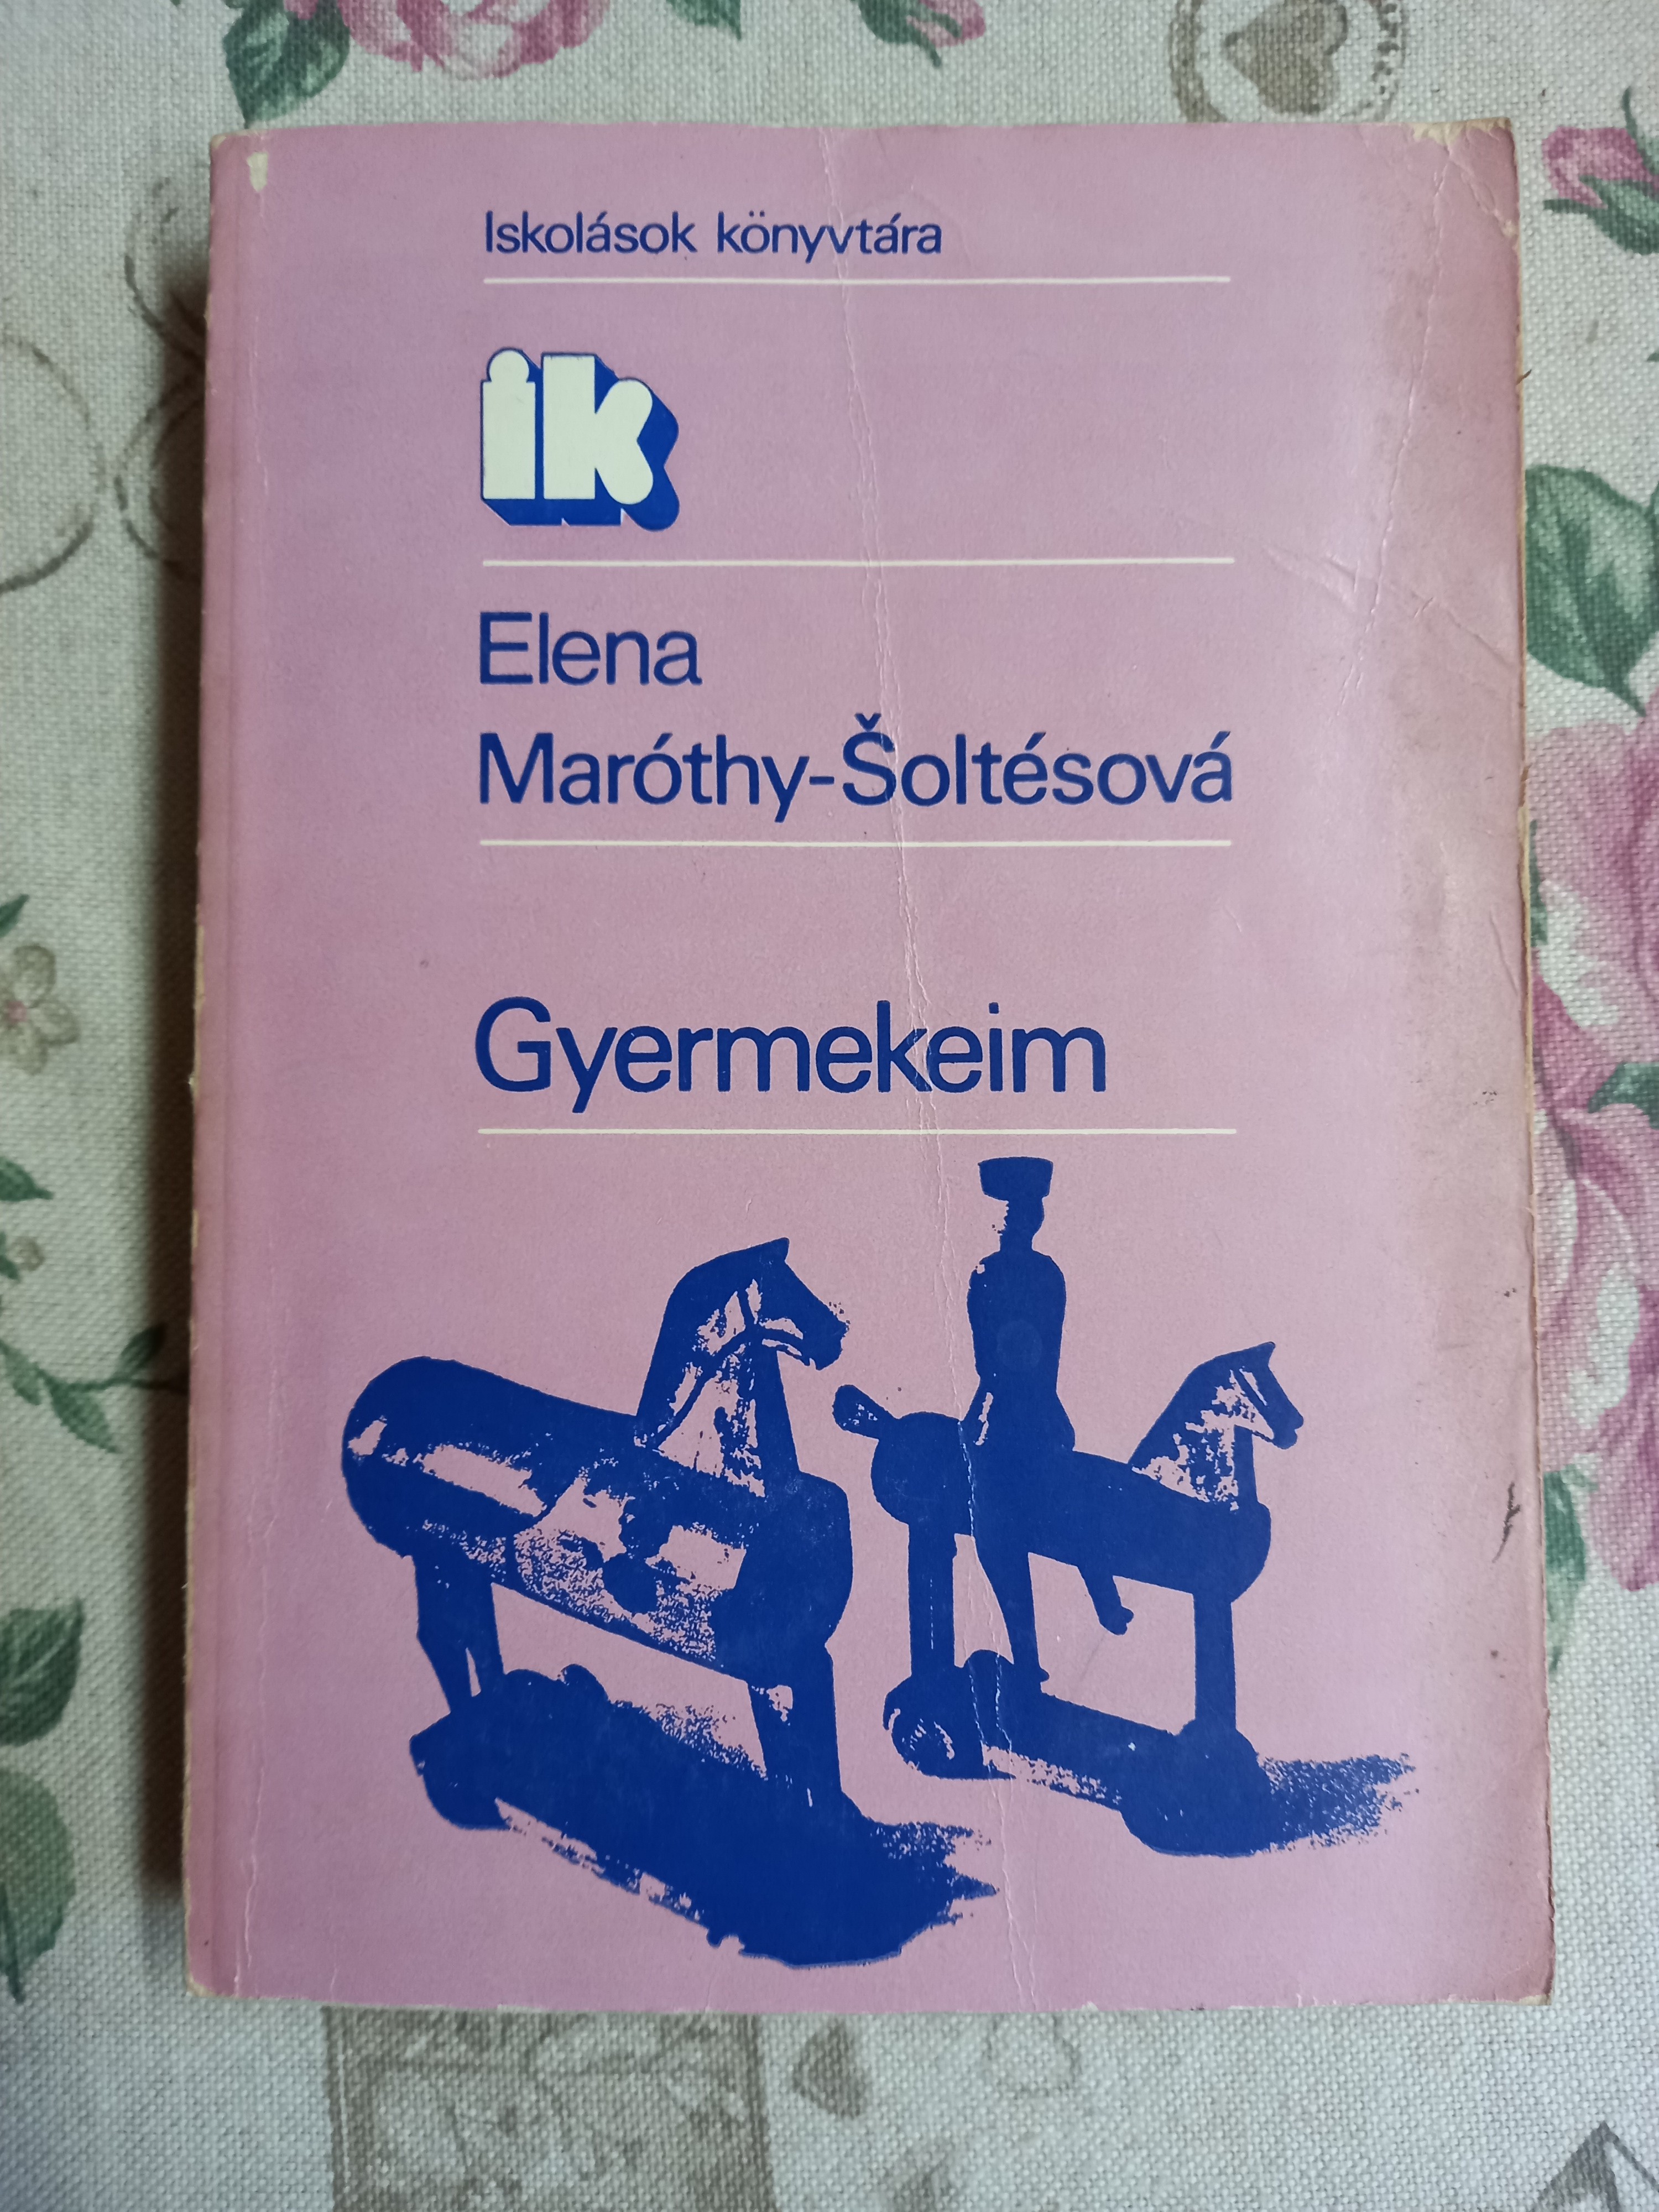 Iskolások könyvtára
ik
Elena
Maróthy-Šoltésová
Gyermekeim